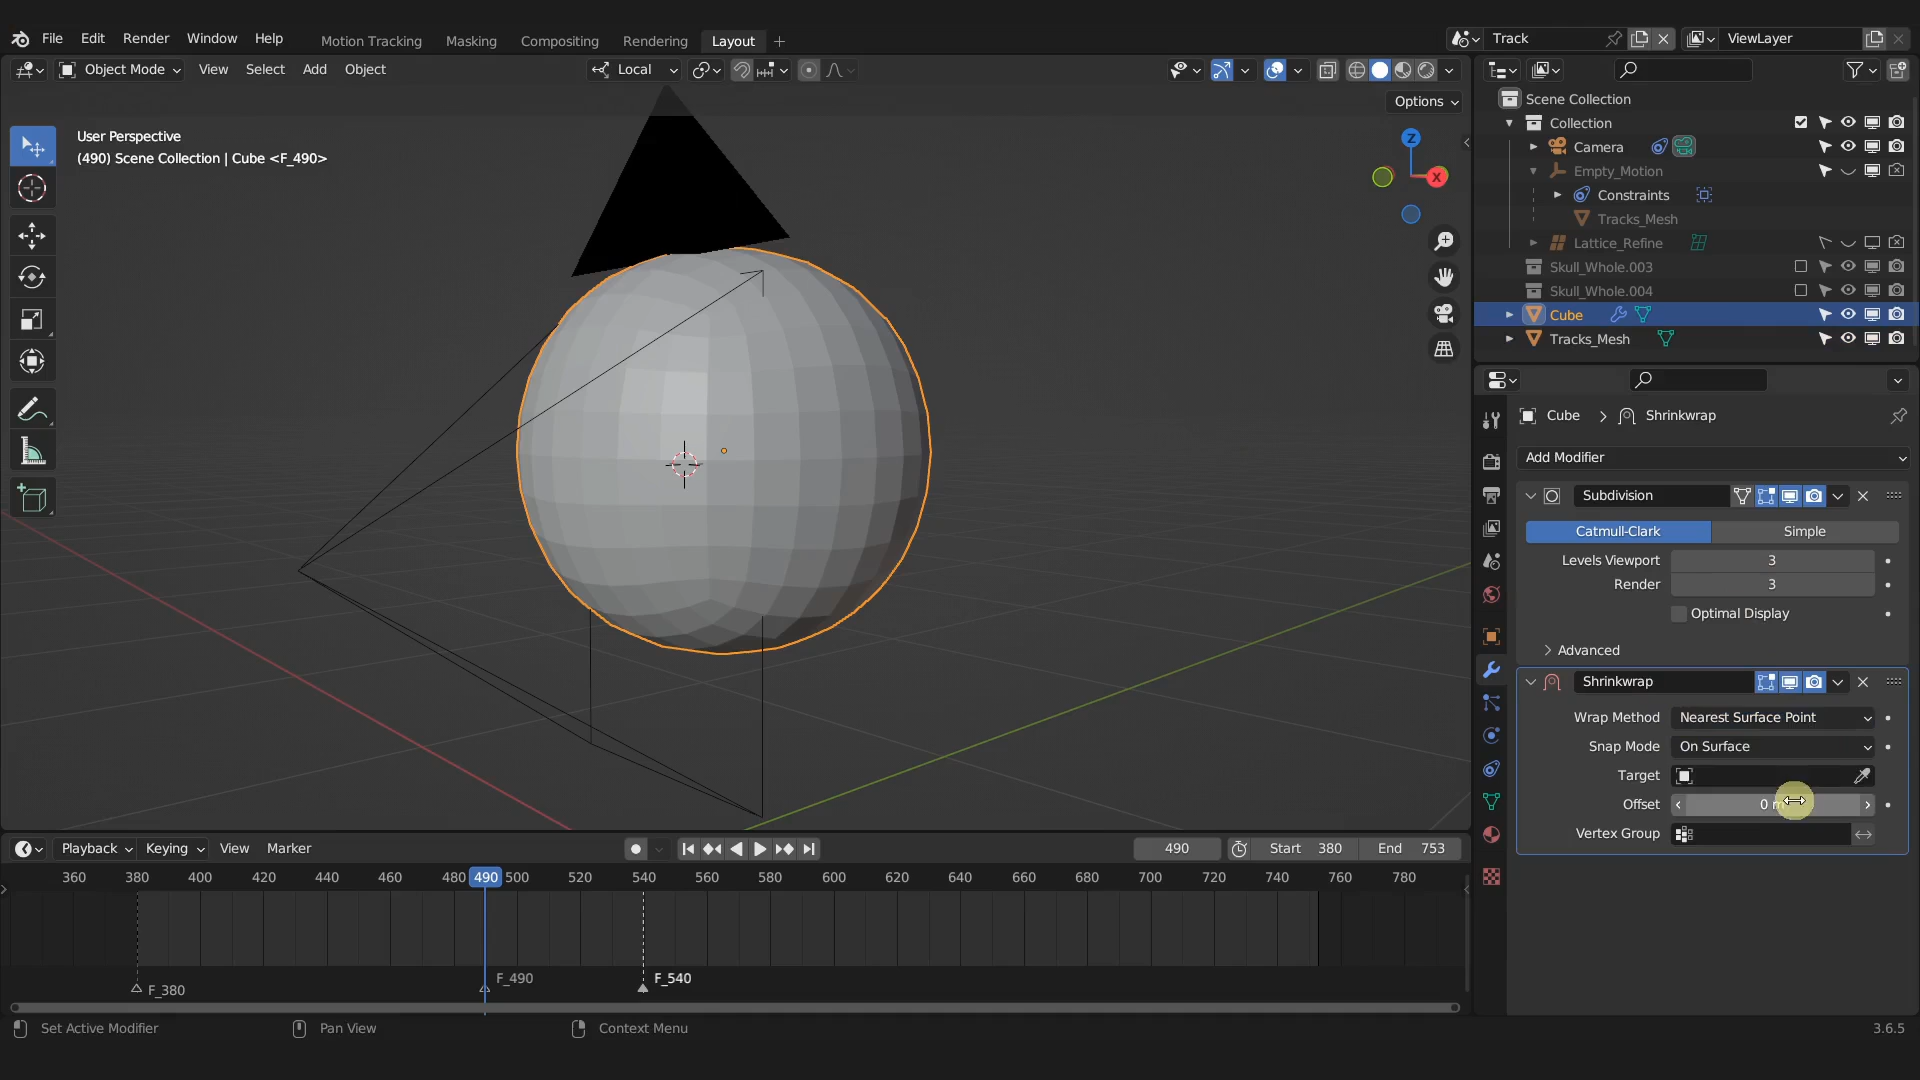 File Edit Render Window Help Motion Tracking Masking Compositing Rendering Layout Track ViewLayer
Object Mode View Select Add Object Local
Options
User Perspective
(490) Scene Collection | Cube <F_490>
Z
X
Scene Collection
Collection
Camera
Empty_Motion
Constraints
Tracks_Mesh
Lattice_Refine
Skull_Whole.003
Skull_Whole.004
Cube
Tracks_Mesh
Cube > Shrinkwrap
Add Modifier
Subdivision
Catmull-Clark Simple
Levels Viewport 3
Render 3
Optimal Display
Advanced
Shrinkwrap
Wrap Method Nearest Surface Point
Snap Mode On Surface
Target
Offset 0 m
Vertex Group
Playback Keying View Marker 490 Start 380 End 753
360 380 400 420 440 460 480 490 500 520 540 560 580 600 620 640 660 680 700 720 740 760 780
F_380 F_490 F_540
Set Active Modifier Pan View Context Menu 3.6.5